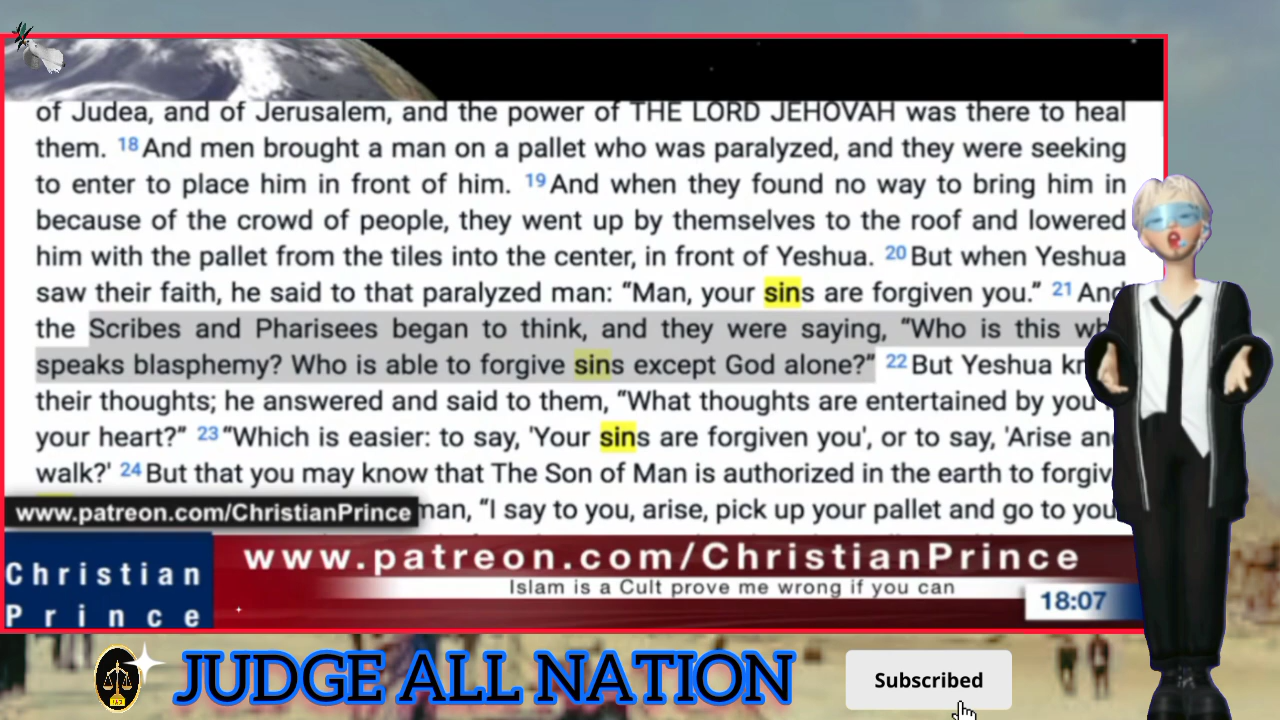 of Judea, and of Jerusalem, and the power of THE LORD JEHOVAH was there to heal
them. 18 And men brought a man on a pallet who was paralyzed, and they were seeking
to enter to place him in front of him. 19 And when they found no way to bring him in
because of the crowd of people, they went up by themselves to the roof and lowered
him with the pallet from the tiles into the center, in front of Yeshua. 20 But when Yeshua
saw their faith, he said to that paralyzed man: “Man, your sins are forgiven you.” 21 And
the Scribes and Pharisees began to think, and they were saying, “Who is this wh
speaks blasphemy? Who is able to forgive sins except God alone?” 22 But Yeshua kn
their thoughts; he answered and said to them, “What thoughts are entertained by you
your heart?” 23 “Which is easier: to say, 'Your sins are forgiven you', or to say, 'Arise and
walk?' 24 But that you may know that The Son of Man is authorized in the earth to forgiv
man, “I say to you, arise, pick up your pallet and go to you
www.patreon.com/ChristianPrince
www.patreon.com/ChristianPrince
Islam is a Cult prove me wrong if you can
Christian
Prince
18:07
JUDGE ALL NATION
Subscribed